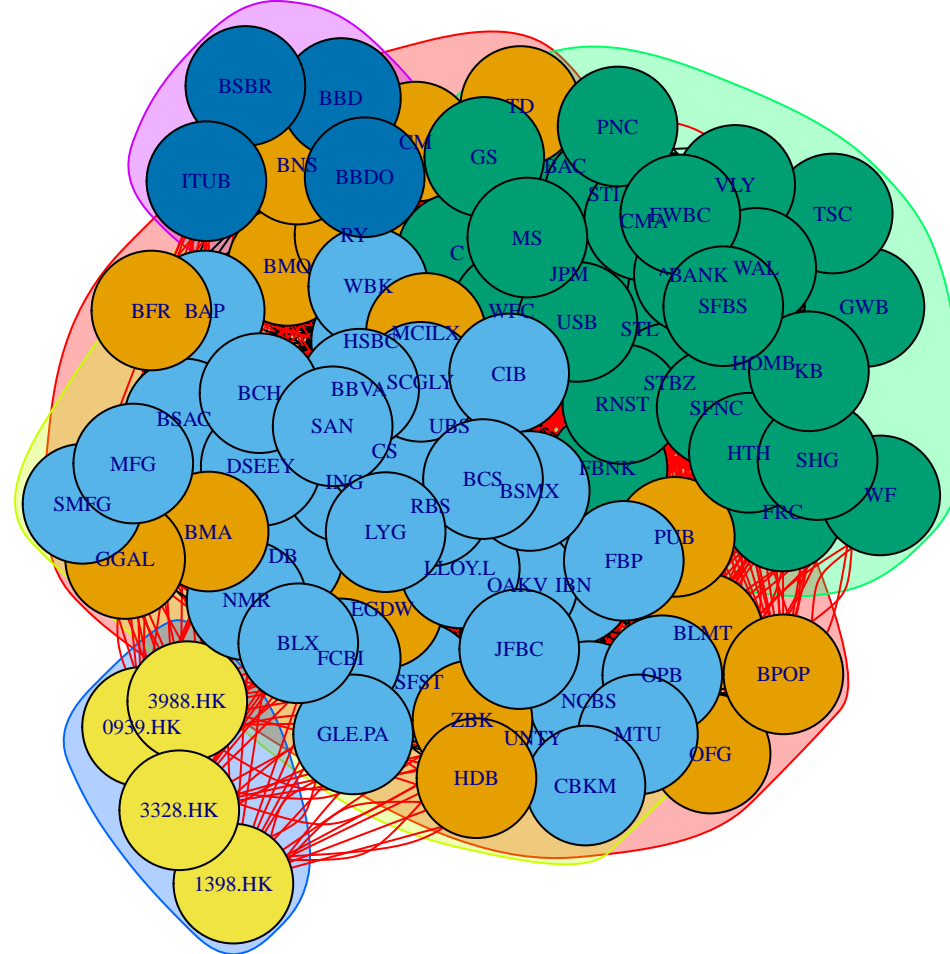 BSBR
BBD
TD
PNC
CM
GS
BAC
BNS
ITUB
BBDO
STI
VLY
EWBC
CMA
TSC
RY
MS
C
BMO
JPM
BANK
WAL
WBK
SFBS
GWB
BFR
BAP
WFC
USB
STL
HSBC
MCILX
HOMB
KB
CIB
SCGLY
STBZ
BCH
BBVA
RNST
SFNC
BSAC
SAN
UBS
CS
HTH
SHG
MFG
DSEEY
FBNK
ING
BCS
BSMX
WF
SMFG
RBS
FRC
BMA
LYG
PUB
GGAL
DB
FBP
LLOY.L
OAKV
IBN
NMR
EGDW
BLX
FCBI
JFBC
BLMT
OPB
BPOP
SFST
3988.HK
NCBS
0939.HK
ZBK
GLE.PA
UNTY
MTU
OFG
HDB
CBKM
3328.HK
1398.HK